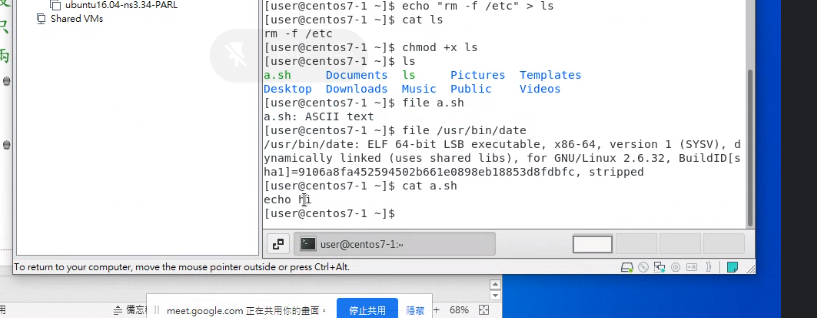 ubuntu16.04-ns3.34-PARL
Shared VMs
[user@centos7-1 ~]$ echo "rm -f /etc" > ls
[user@centos7-1 ~]$ cat ls
rm -f /etc
[user@centos7-1 ~]$ chmod +x ls
[user@centos7-1 ~]$ ls
a.sh Documents ls Pictures Templates
Desktop Downloads Music Public Videos
[user@centos7-1 ~]$ file a.sh
a.sh: ASCII text
[user@centos7-1 ~]$ file /usr/bin/date
/usr/bin/date: ELF 64-bit LSB executable, x86-64, version 1 (SYSV), d
ynamically linked (uses shared libs), for GNU/Linux 2.6.32, BuildID[s
ha1]=9106a8fa452594502b661e0898eb18853d8fdbfc, stripped
[user@centos7-1 ~]$ cat a.sh
echo hi
[user@centos7-1 ~]$
user@centos7-1:~
To return to your computer, move the mouse pointer outside or press Ctrl+Alt.
meet.google.com 正在共用你的畫面。
停止共用
隱藏
68%